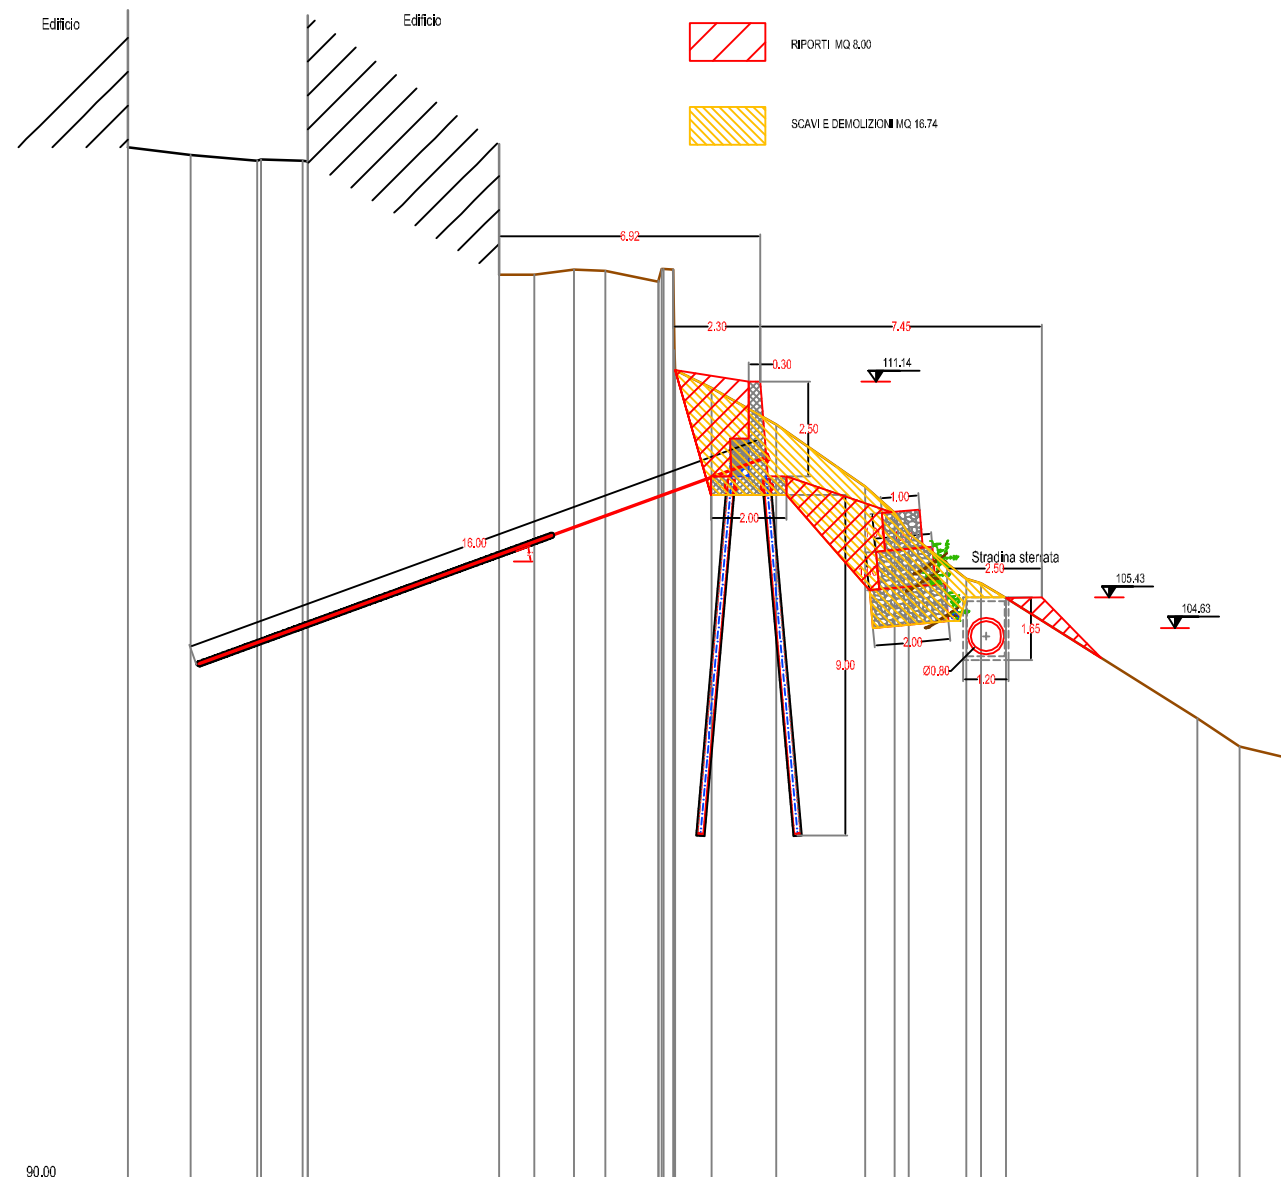 Edificio
Edificio
RIPORTI MQ 8.00
SCAVI E DEMOLIZIONI MQ 16.74
6.92
2.30
7.45
0.30
111.14
2.50
1.00
2.00
16.00
Stradina sterrata
2.50
105.43
104.63
1.65
2.00
9.00
Ø0.80
1.20
90.00